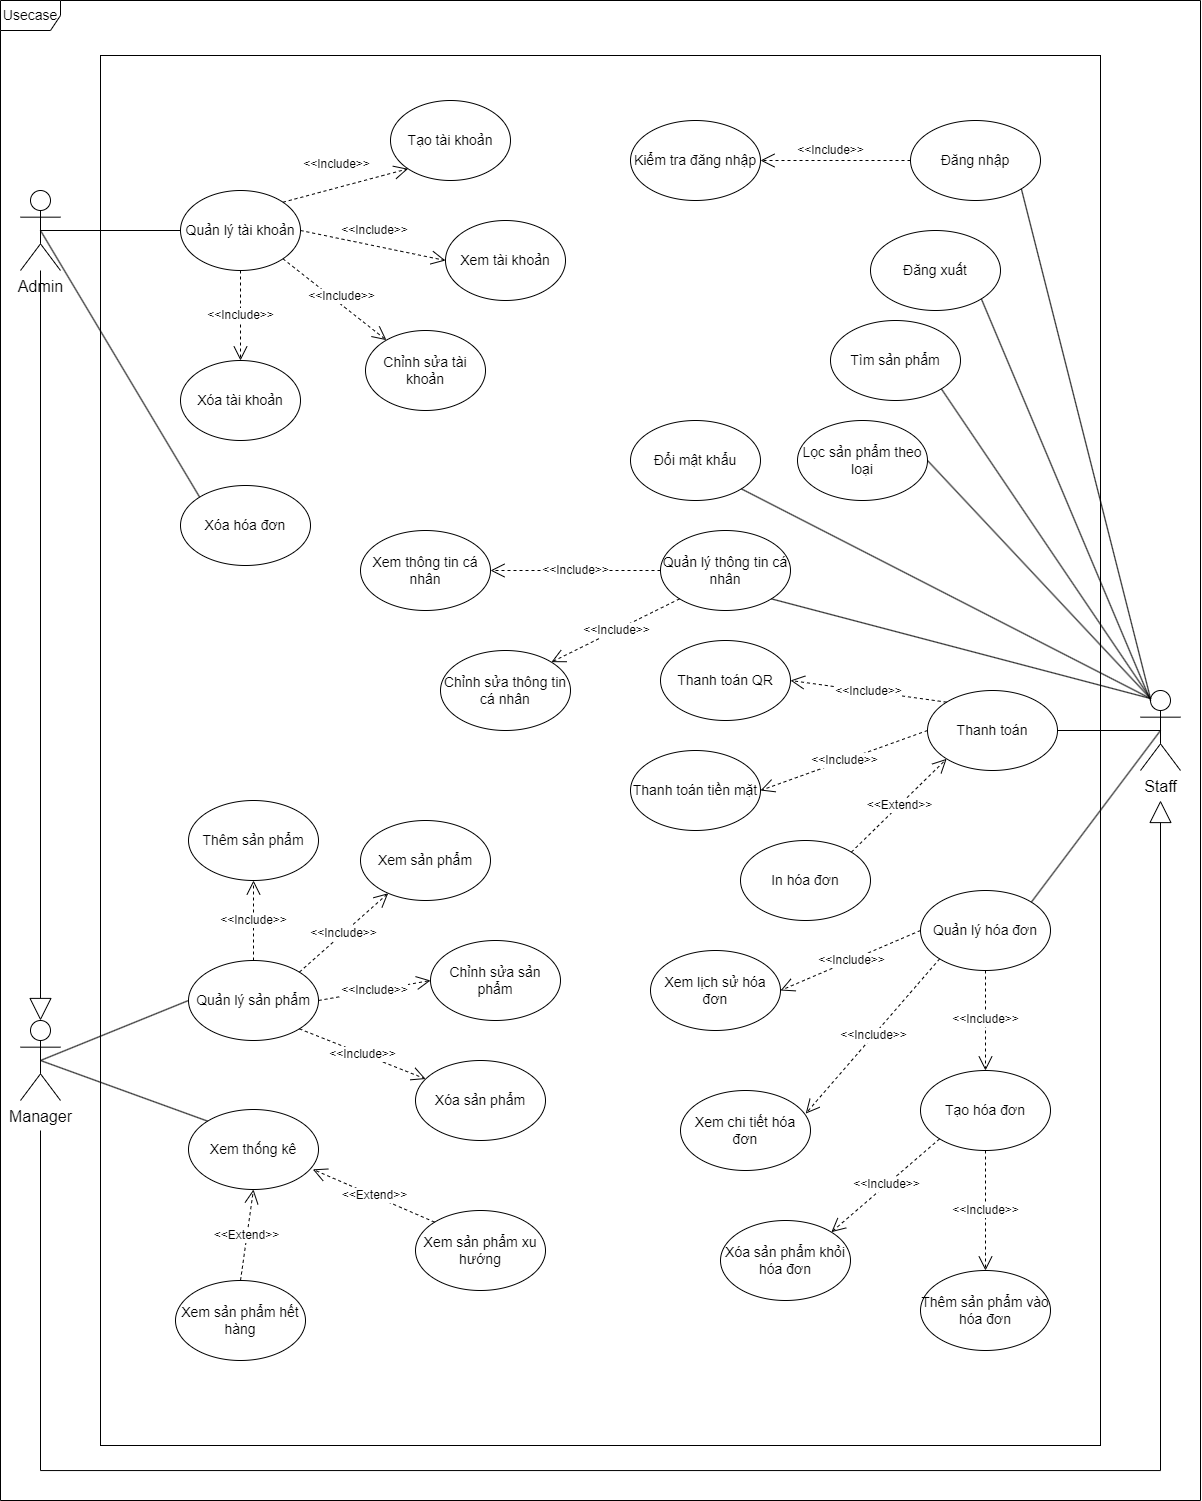 Usecase
Tạo tài khoản
<<Include>>
Kiểm tra đăng nhập
<<Include>>
Đăng nhập
Quản lý tài khoản
<<Include>>
Xem tài khoản
Đăng xuất
Admin
<<Include>>
<<Include>>
Chỉnh sửa tài
khoản
Tìm sản phẩm
Xóa tài khoản
Đổi mật khẩu
Lọc sản phẩm theo
loại
Xóa hóa đơn
Xem thông tin cá
nhân
<<Include>>
Quản lý thông tin cá
nhân
<<Include>>
Chỉnh sửa thông tin
cá nhân
Thanh toán QR
<<Include>>
Thanh toán
<<Include>>
Thanh toán tiền mặt
Staff
<<Extend>>
In hóa đơn
Thêm sản phẩm
Xem sản phẩm
<<Include>>
<<Include>>
Quản lý hóa đơn
<<Include>>
Xem lịch sử hóa
đơn
Chỉnh sửa sản
phẩm
<<Include>>
Quản lý sản phẩm
<<Include>>
<<Include>>
<<Include>>
Manager
Xóa sản phẩm
Xem chi tiết hóa
đơn
Tạo hóa đơn
Xem thống kê
<<Extend>>
<<Include>>
<<Include>>
<<Extend>>
Xem sản phẩm xu
hướng
Xóa sản phẩm khỏi
hóa đơn
Xem sản phẩm hết
hàng
Thêm sản phẩm vào
hóa đơn